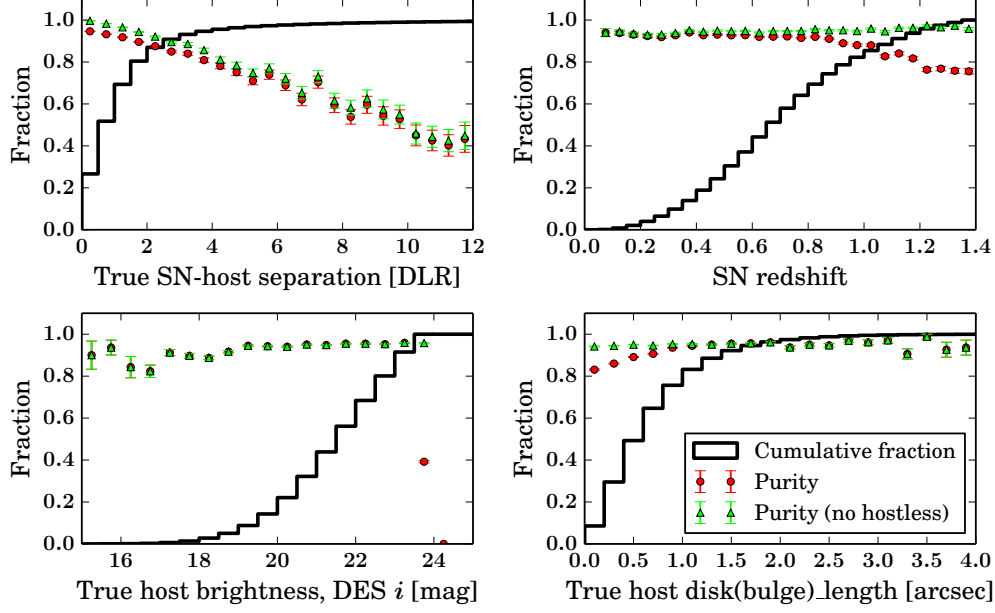 1.0
0.8
0.6
0.4
0.2
0.0
Fraction
0 2 4 6 8 10 12
True SN-host separation [DLR]
1.0
0.8
0.6
0.4
0.2
0.0
Fraction
0.0 0.2 0.4 0.6 0.8 1.0 1.2 1.4
SN redshift
1.0
0.8
0.6
0.4
0.2
0.0
Fraction
16 18 20 22 24
True host brightness, DES i [mag]
1.0
0.8
0.6
0.4
0.2
0.0
Fraction
Cumulative fraction
Purity
Purity (no hostless)
0.0 0.5 1.0 1.5 2.0 2.5 3.0 3.5 4.0
True host disk(bulge)_length [arcsec]